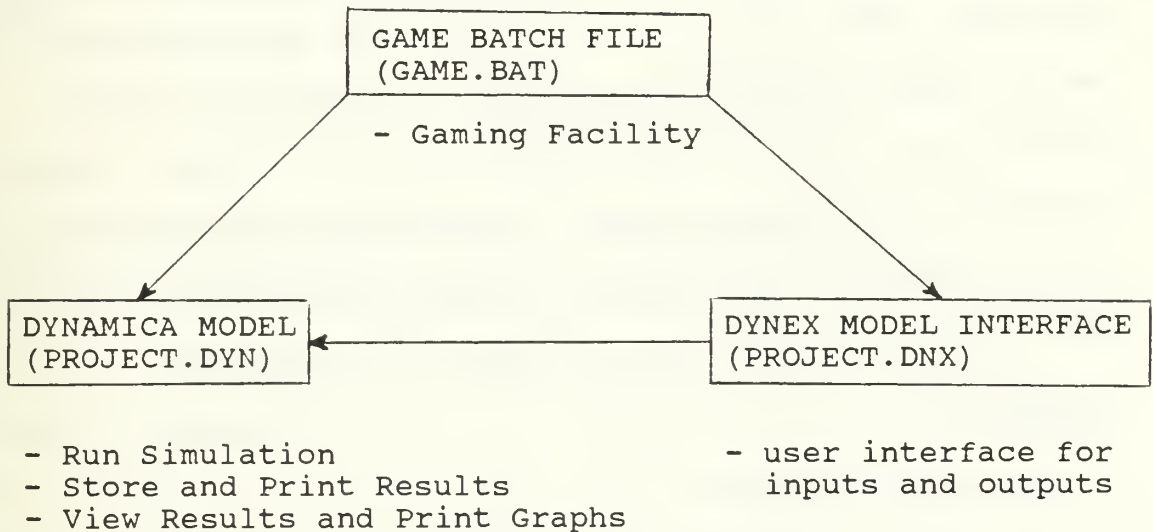 GAME BATCH FILE
(GAME.BAT)
- Gaming Facility
DYNAMICA MODEL
(PROJECT.DYN)
DYNEX MODEL INTERFACE
(PROJECT.DNX)
- Run Simulation
- Store and Print Results
- View Results and Print Graphs
- user interface for
inputs and outputs